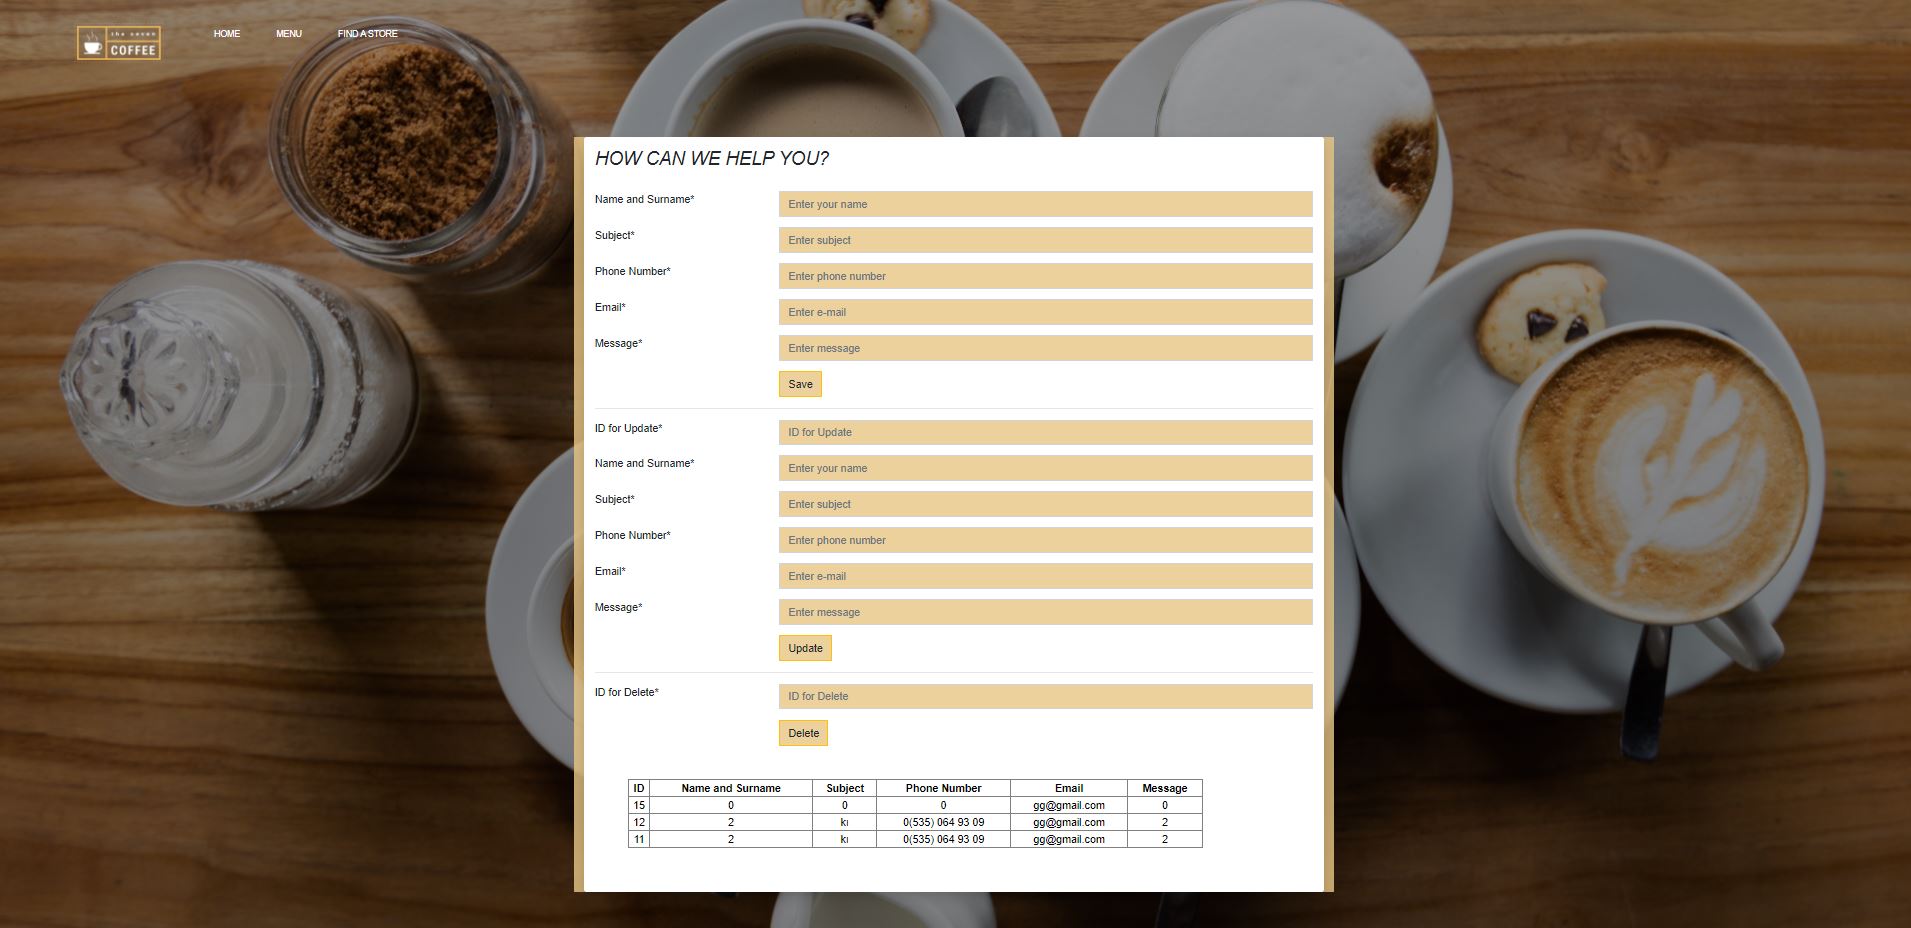 the seven
COFFEE
HOME MENU FIND A STORE
HOW CAN WE HELP YOU?
Name and Surname* Enter your name
Subject* Enter subject
Phone Number* Enter phone number
Email* Enter e-mail
Message* Enter message
Save
ID for Update* ID for Update
Name and Surname* Enter your name
Subject* Enter subject
Phone Number* Enter phone number
Email* Enter e-mail
Message* Enter message
Update
ID for Delete* ID for Delete
Delete
ID Name and Surname Subject Phone Number Email Message
15 0 0 0 gg@gmail.com 0
12 2 kı 0(535) 064 93 09 gg@gmail.com 2
11 2 kı 0(535) 064 93 09 gg@gmail.com 2